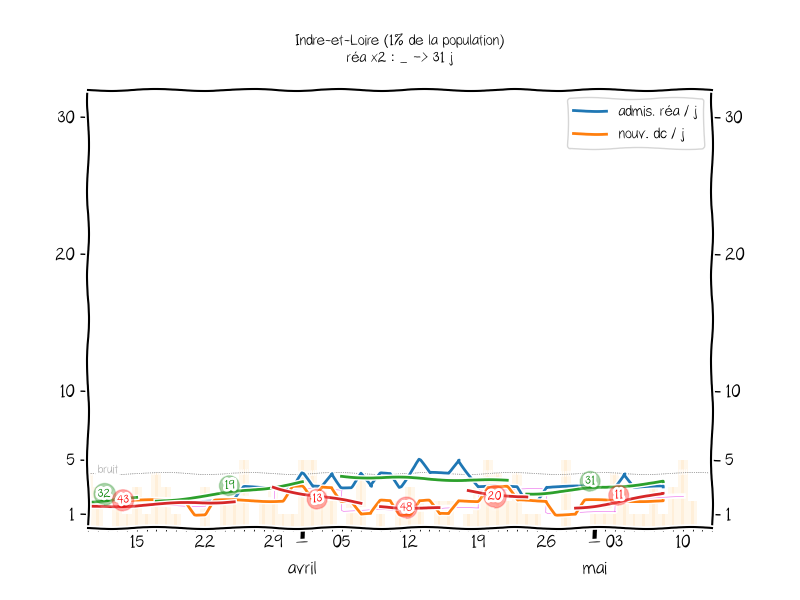 Indre-et-Loire (1% de la population)
réa x2 : _ -> 31 j
admis. réa / j
nouv. dc / j
30 30
20 20
10 10
5 5
1 1
bruit
32 43 19 13 48 20 31 11
15 22 29 05 12 19 26 03 10
avril mai